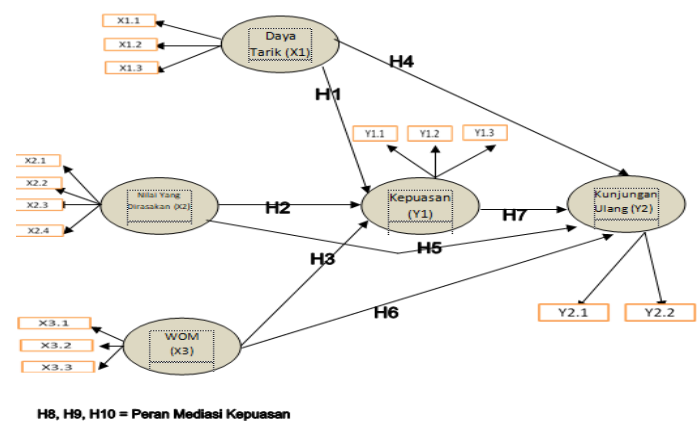 X1.1
X1.2
X1.3
Daya
Tarik (X1)
H4
H1
Y1.1
Y1.2
Y1.3
X2.1
X2.2
X2.3
X2.4
Nilai Yang
Dirasakan (X2)
H2
Kepuasan
(Y1)
H7
Kunjungan
Ulang (Y2)
H5
H3
H6
Y2.1
Y2.2
X3.1
X3.2
X3.3
WOM
(X3)
H8, H9, H10 = Peran Mediasi Kepuasan